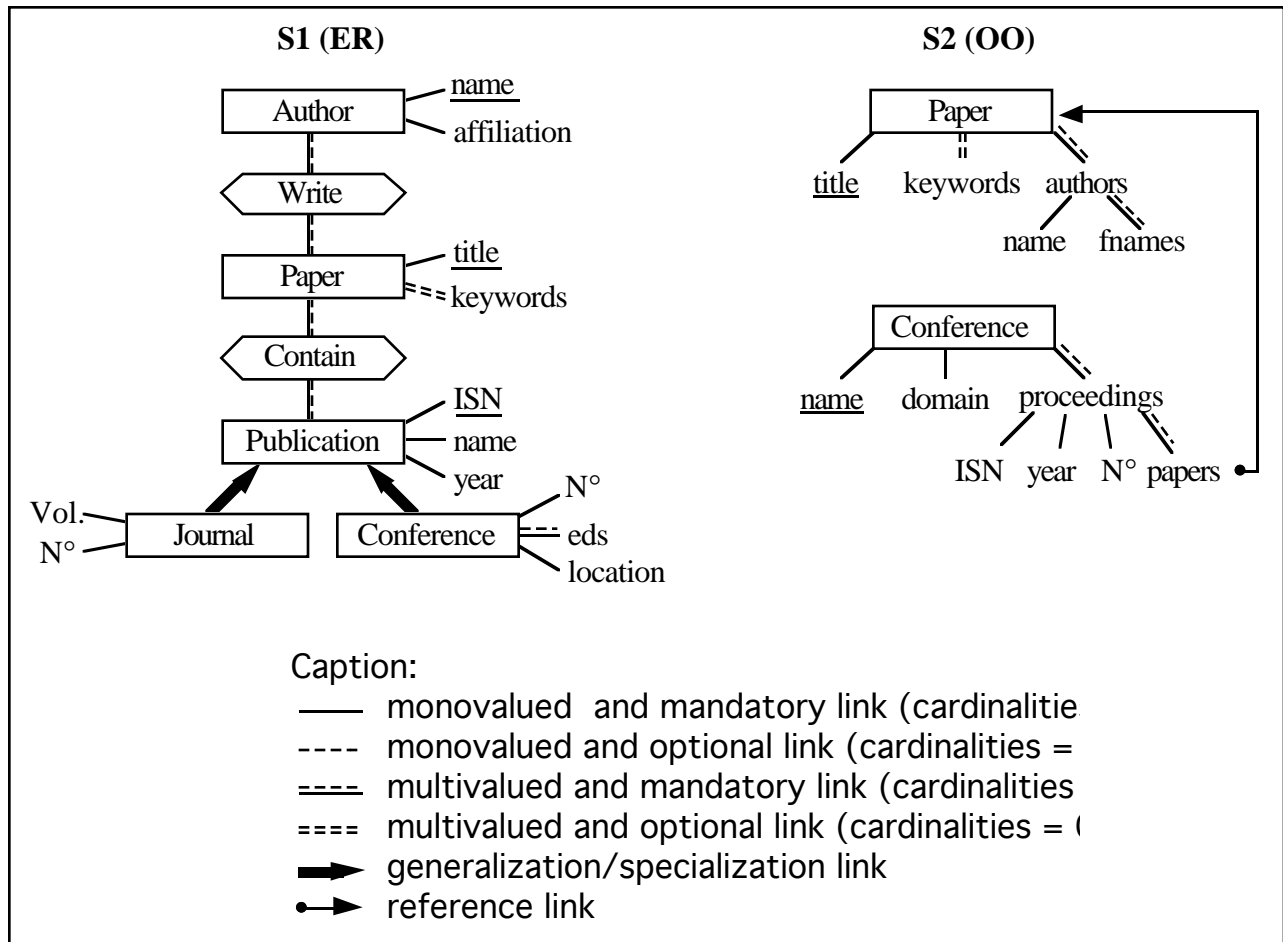 S1 (ER)
Author
name
affiliation
Write
Paper
title
keywords
Contain
Publication
ISN
name
year
Journal
Vol.
N°
Conference
N°
eds
location
S2 (OO)
Paper
title
keywords
authors
name
fnames
Conference
name
domain
proceedings
ISN
year
N°
papers
Caption:
monovalued and mandatory link (cardinalitie
monovalued and optional link (cardinalities =
multivalued and mandatory link (cardinalities
multivalued and optional link (cardinalities =
generalization/specialization link
reference link